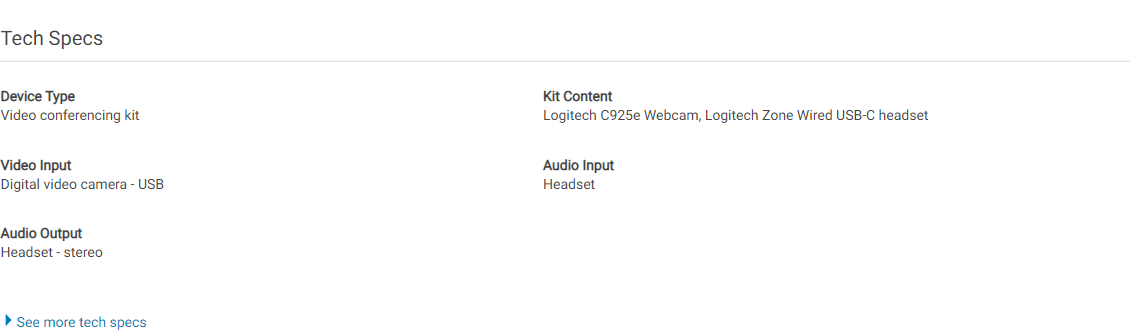 Tech Specs
Device Type
Video conferencing kit
Kit Content
Logitech C925e Webcam, Logitech Zone Wired USB-C headset
Video Input
Digital video camera - USB
Audio Input
Headset
Audio Output
Headset - stereo
See more tech specs